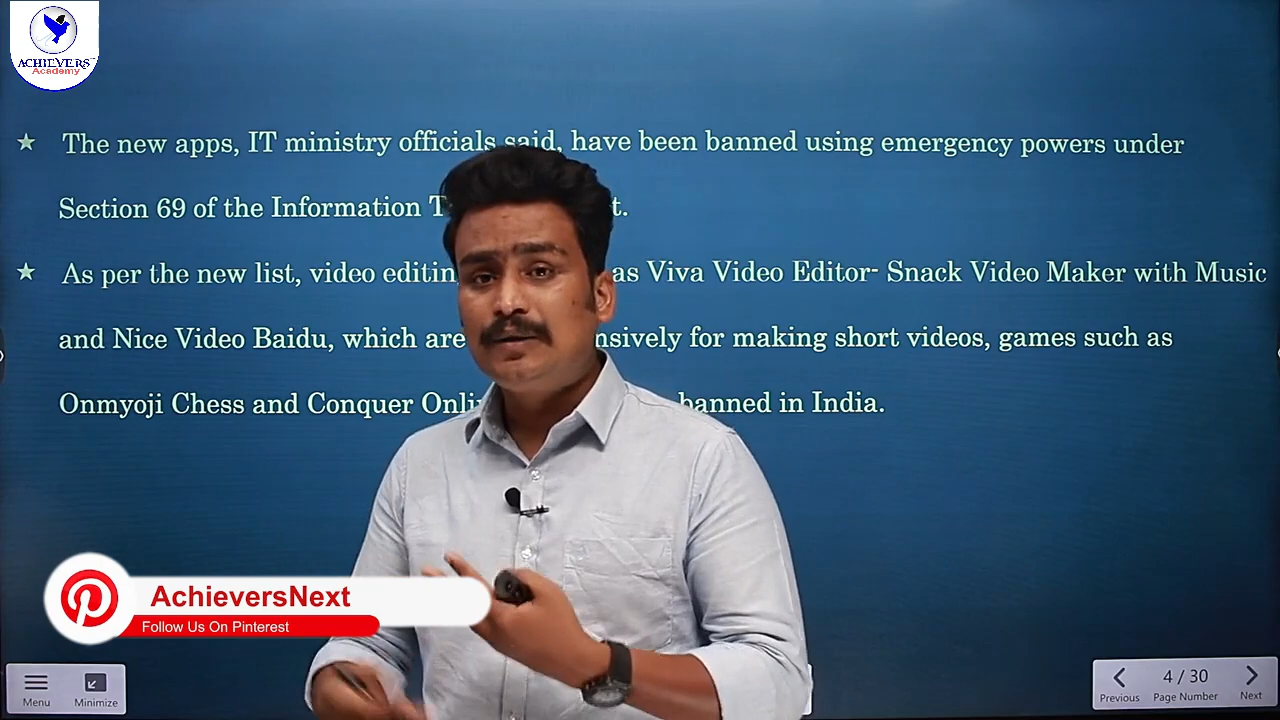 ACHIEVERS
Academy
★ The new apps, IT ministry officials said, have been banned using emergency powers under
Section 69 of the Information T t.
★ As per the new list, video editin as Viva Video Editor- Snack Video Maker with Music
and Nice Video Baidu, which are nsively for making short videos, games such as
Onmyoji Chess and Conquer Onli banned in India.
AchieversNext
Follow Us On Pinterest
Menu Minimize
4 / 30
Previous Page Number Next